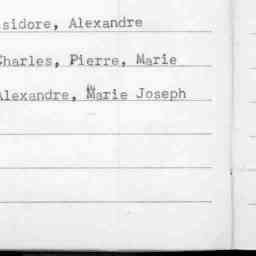 sidore, Alexandre
Charles, Pierre, Marie
Alexandre, Marie Joseph